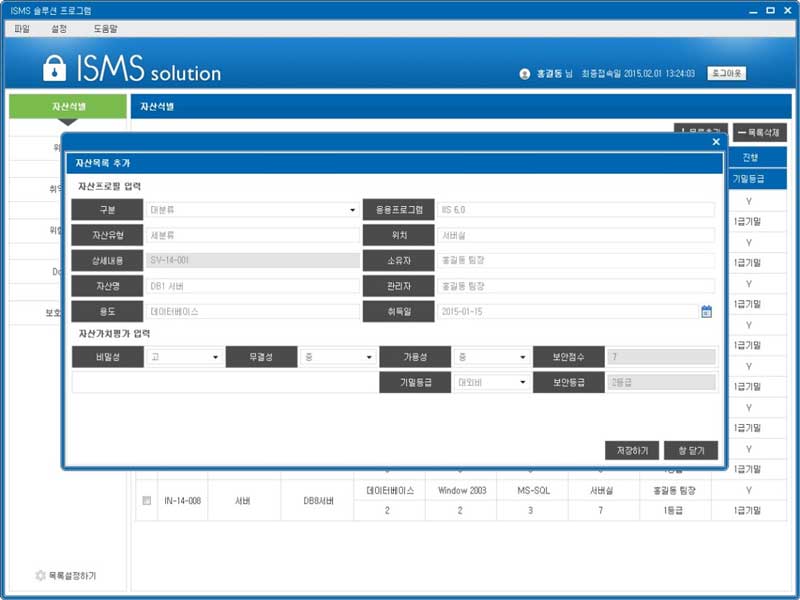 ISMS 솔루션 프로그램
파일 설정 도움말
ISMS solution
홍길동 님 최종접속일 2015.02.01 13:24:03 로그아웃
자산식별 자산식별
목록삭제
자산목록 추가
진행
기밀등급
자산프로필 입력
구분 대분류 응용프로그램 IIS 6.0
자산유형 세분류 위치 서버실
상세내용 SV-14-001 소유자 홍길동 팀장
자산명 DB1 서버 관리자 홍길동 팀장
용도 데이터베이스 취득일 2015-01-15
자산가치평가 입력
비밀성 고 무결성 중 가용성 중 보안점수 7
기밀등급 대외비 보안등급 2등급
저장하기 창 닫기
Y
1급기밀
Y
1급기밀
Y
1급기밀
Y
1급기밀
Y
1급기밀
Y
1급기밀
Y
1급기밀
IN-14-008 서버 DB8서버 데이터베이스 Window 2003 MS-SQL 서버실 홍길동 팀장 Y
2 2 3 7 1등급 1급기밀
목록설정하기